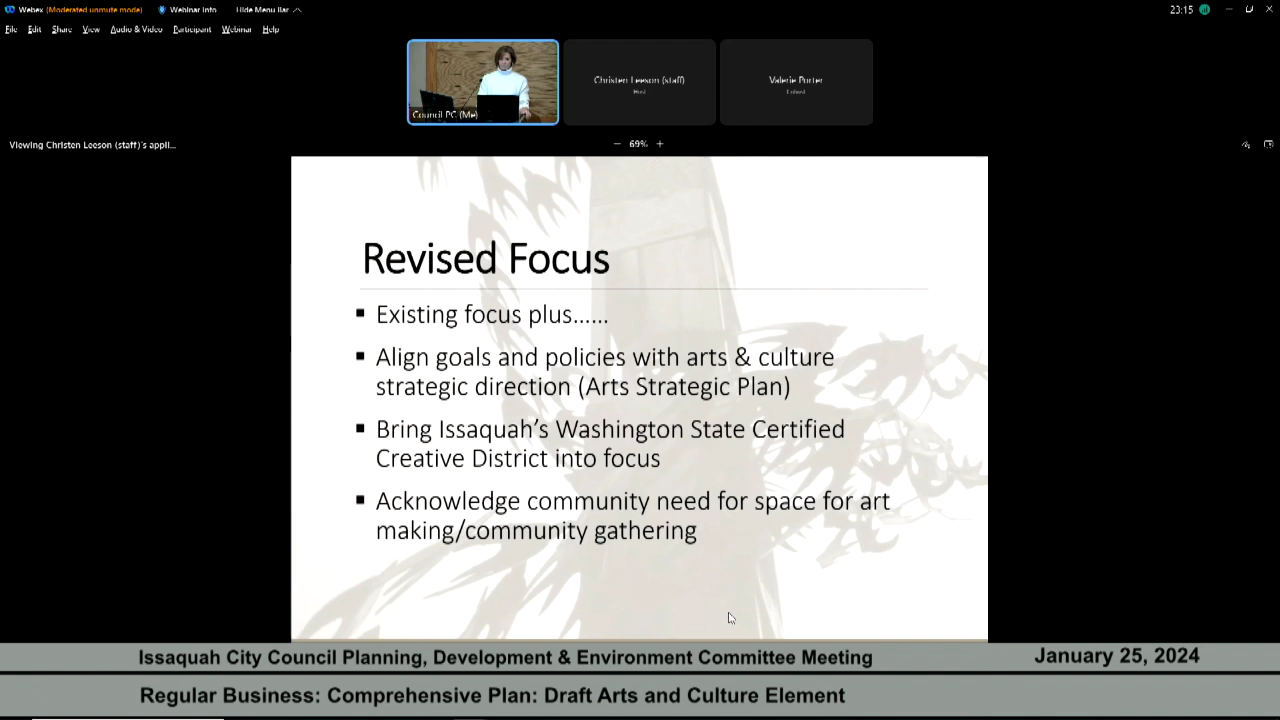 Webex (Moderated unmute mode) Webinar Info Hide Menu Bar 23:15
File Edit Share View Audio & Video Participant Webinar Help
Christen Leeson (staff)
Host
Valerie Porter
Cohost
Council PC (Me)
Viewing Christen Leeson (staff)'s appli...
69%
Revised Focus
Existing focus plus......
Align goals and policies with arts & culture
strategic direction (Arts Strategic Plan)
Bring Issaquah's Washington State Certified
Creative District into focus
Acknowledge community need for space for art
making/community gathering
Issaquah City Council Planning, Development & Environment Committee Meeting January 25, 2024
Regular Business: Comprehensive Plan: Draft Arts and Culture Element